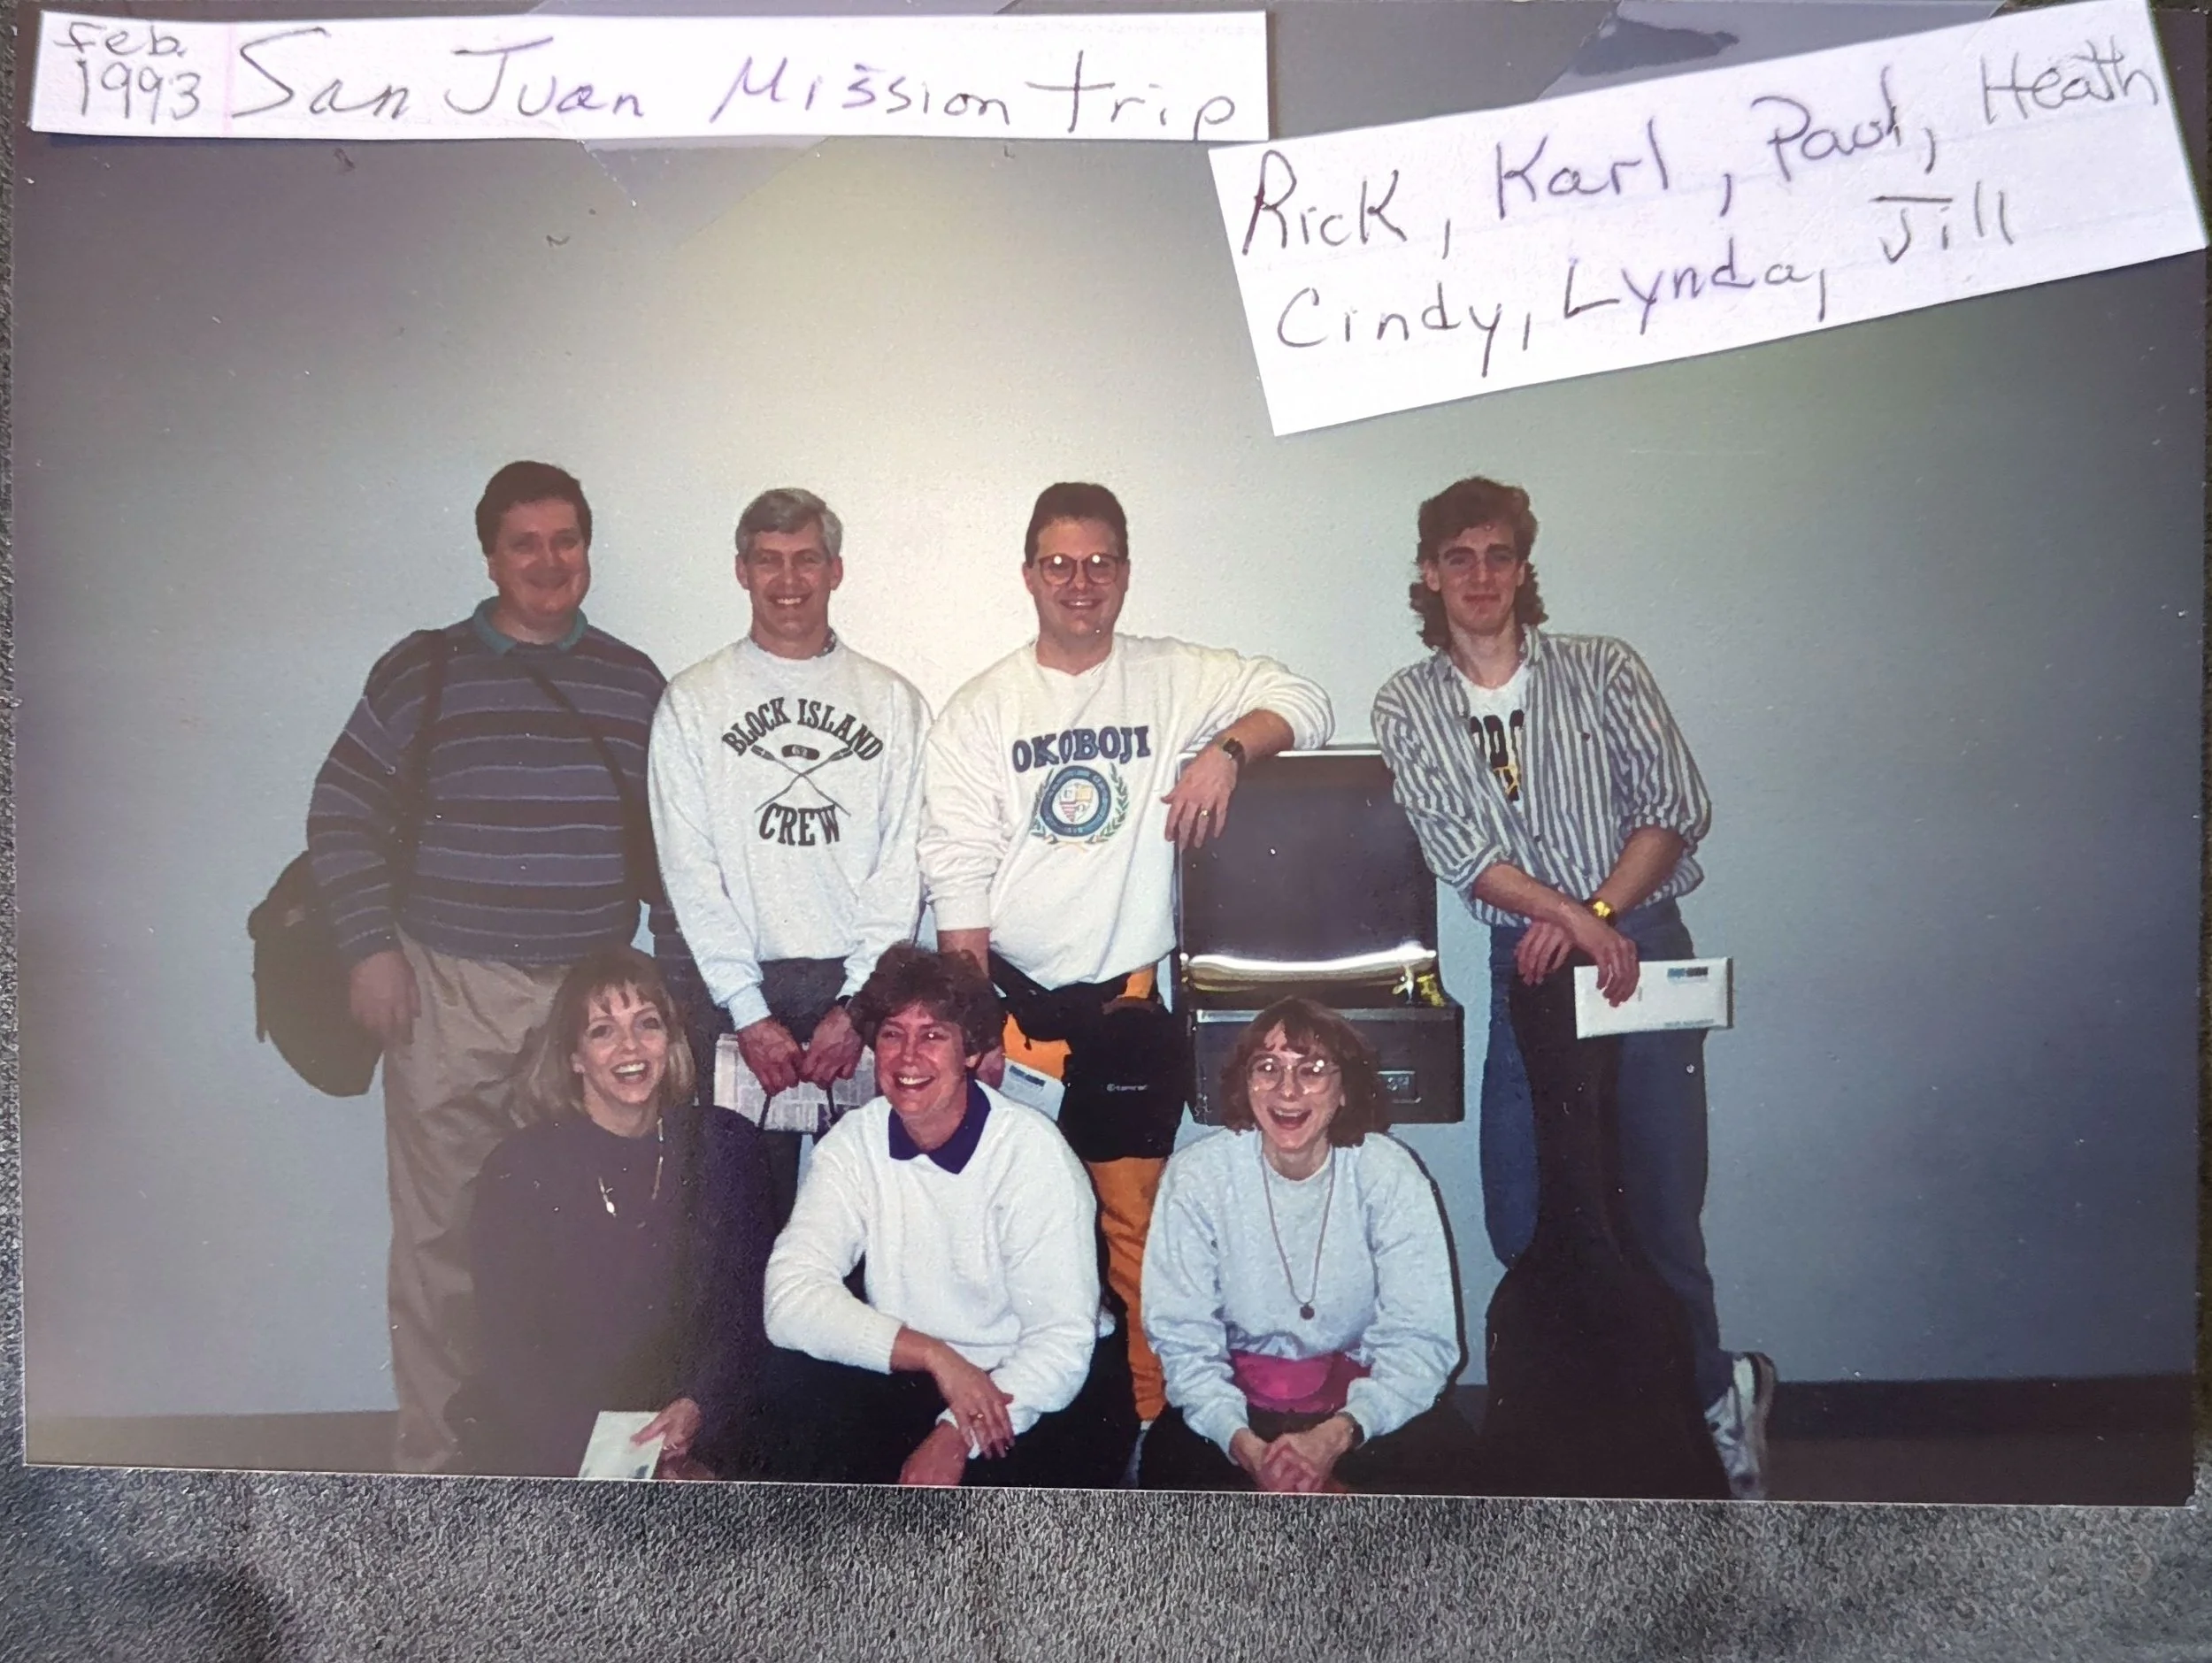 feb.
1993 San Juan Mission trip
Rick, Karl, Paul, Heath
Cindy, Lynda, Jill
BLOCK ISLAND
CREW
OKOBOJI